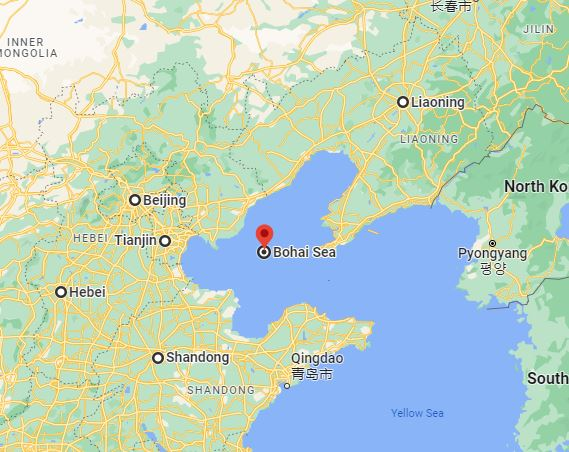 长春市
JILIN
INNER
MONGOLIA
Liaoning
LIAONING
North Ko
Beijing
HEBEI
Tianjin
Bohai Sea
Pyongyang
평양
Hebei
Shandong
Qingdao
青岛市
South
SHANDONG
Yellow Sea